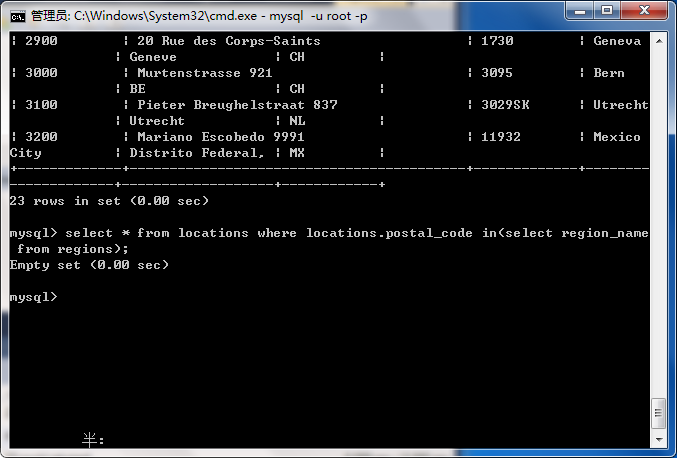 管理员: C:\Windows\System32\cmd.exe - mysql  -u root -p
| 2900        | 20 Rue des Corps-Saints                  | 1730        | Geneva
             | Geneve            | CH         |
| 3000        | Murtenstrasse 921                        | 3095        | Bern
             | BE                | CH         |
| 3100        | Pieter Breughelstraat 837                | 3029SK      | Utrecht
             | Utrecht           | NL         |
| 3200        | Mariano Escobedo 9991                    | 11932       | Mexico
City         | Distrito Federal, | MX         |
+-------------+------------------------------------------+-------------+--------
-------------+-------------------+------------+
23 rows in set (0.00 sec)
mysql> select * from locations where locations.postal_code in(select region_name
 from regions);
Empty set (0.00 sec)
mysql>
半: